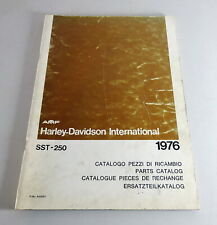 AMF
Harley-Davidson International
SST-250 1976
CATALOGO PEZZI DI RICAMBIO
PARTS CATALOG
CATALOGUE PIECES DE RECHANGE
ERSATZTEILKATALOG